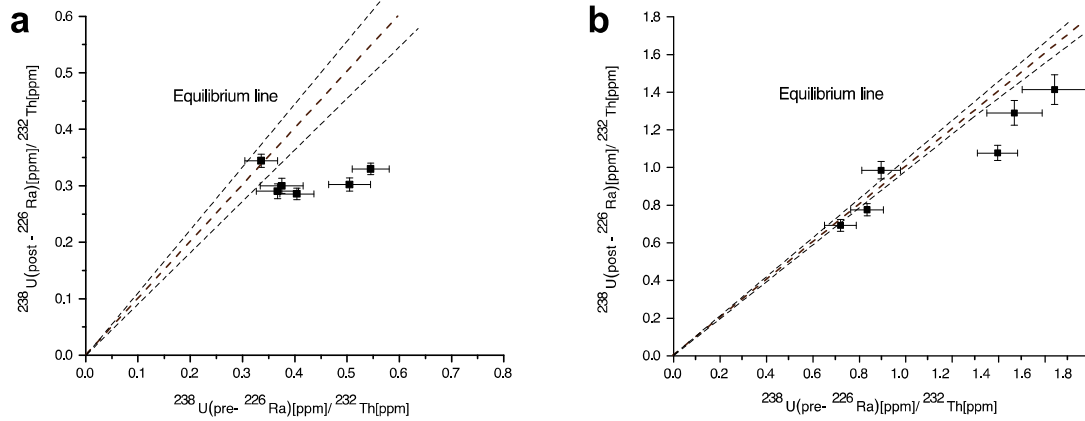 a
0.6
0.5
0.4
0.3
0.2
0.1
0.0
0.0 0.1 0.2 0.3 0.4 0.5 0.6 0.7 0.8
Equilibrium line
238U(post - 226Ra)[ppm]/ 232Th[ppm]
238U(pre- 226Ra)[ppm]/ 232Th[ppm]
b
1.8
1.6
1.4
1.2
1.0
0.8
0.6
0.4
0.2
0.0
0.0 0.2 0.4 0.6 0.8 1.0 1.2 1.4 1.6 1.8
Equilibrium line
238U(post - 226Ra)[ppm]/ 232Th[ppm]
238U(pre- 226Ra)[ppm]/ 232Th[ppm]